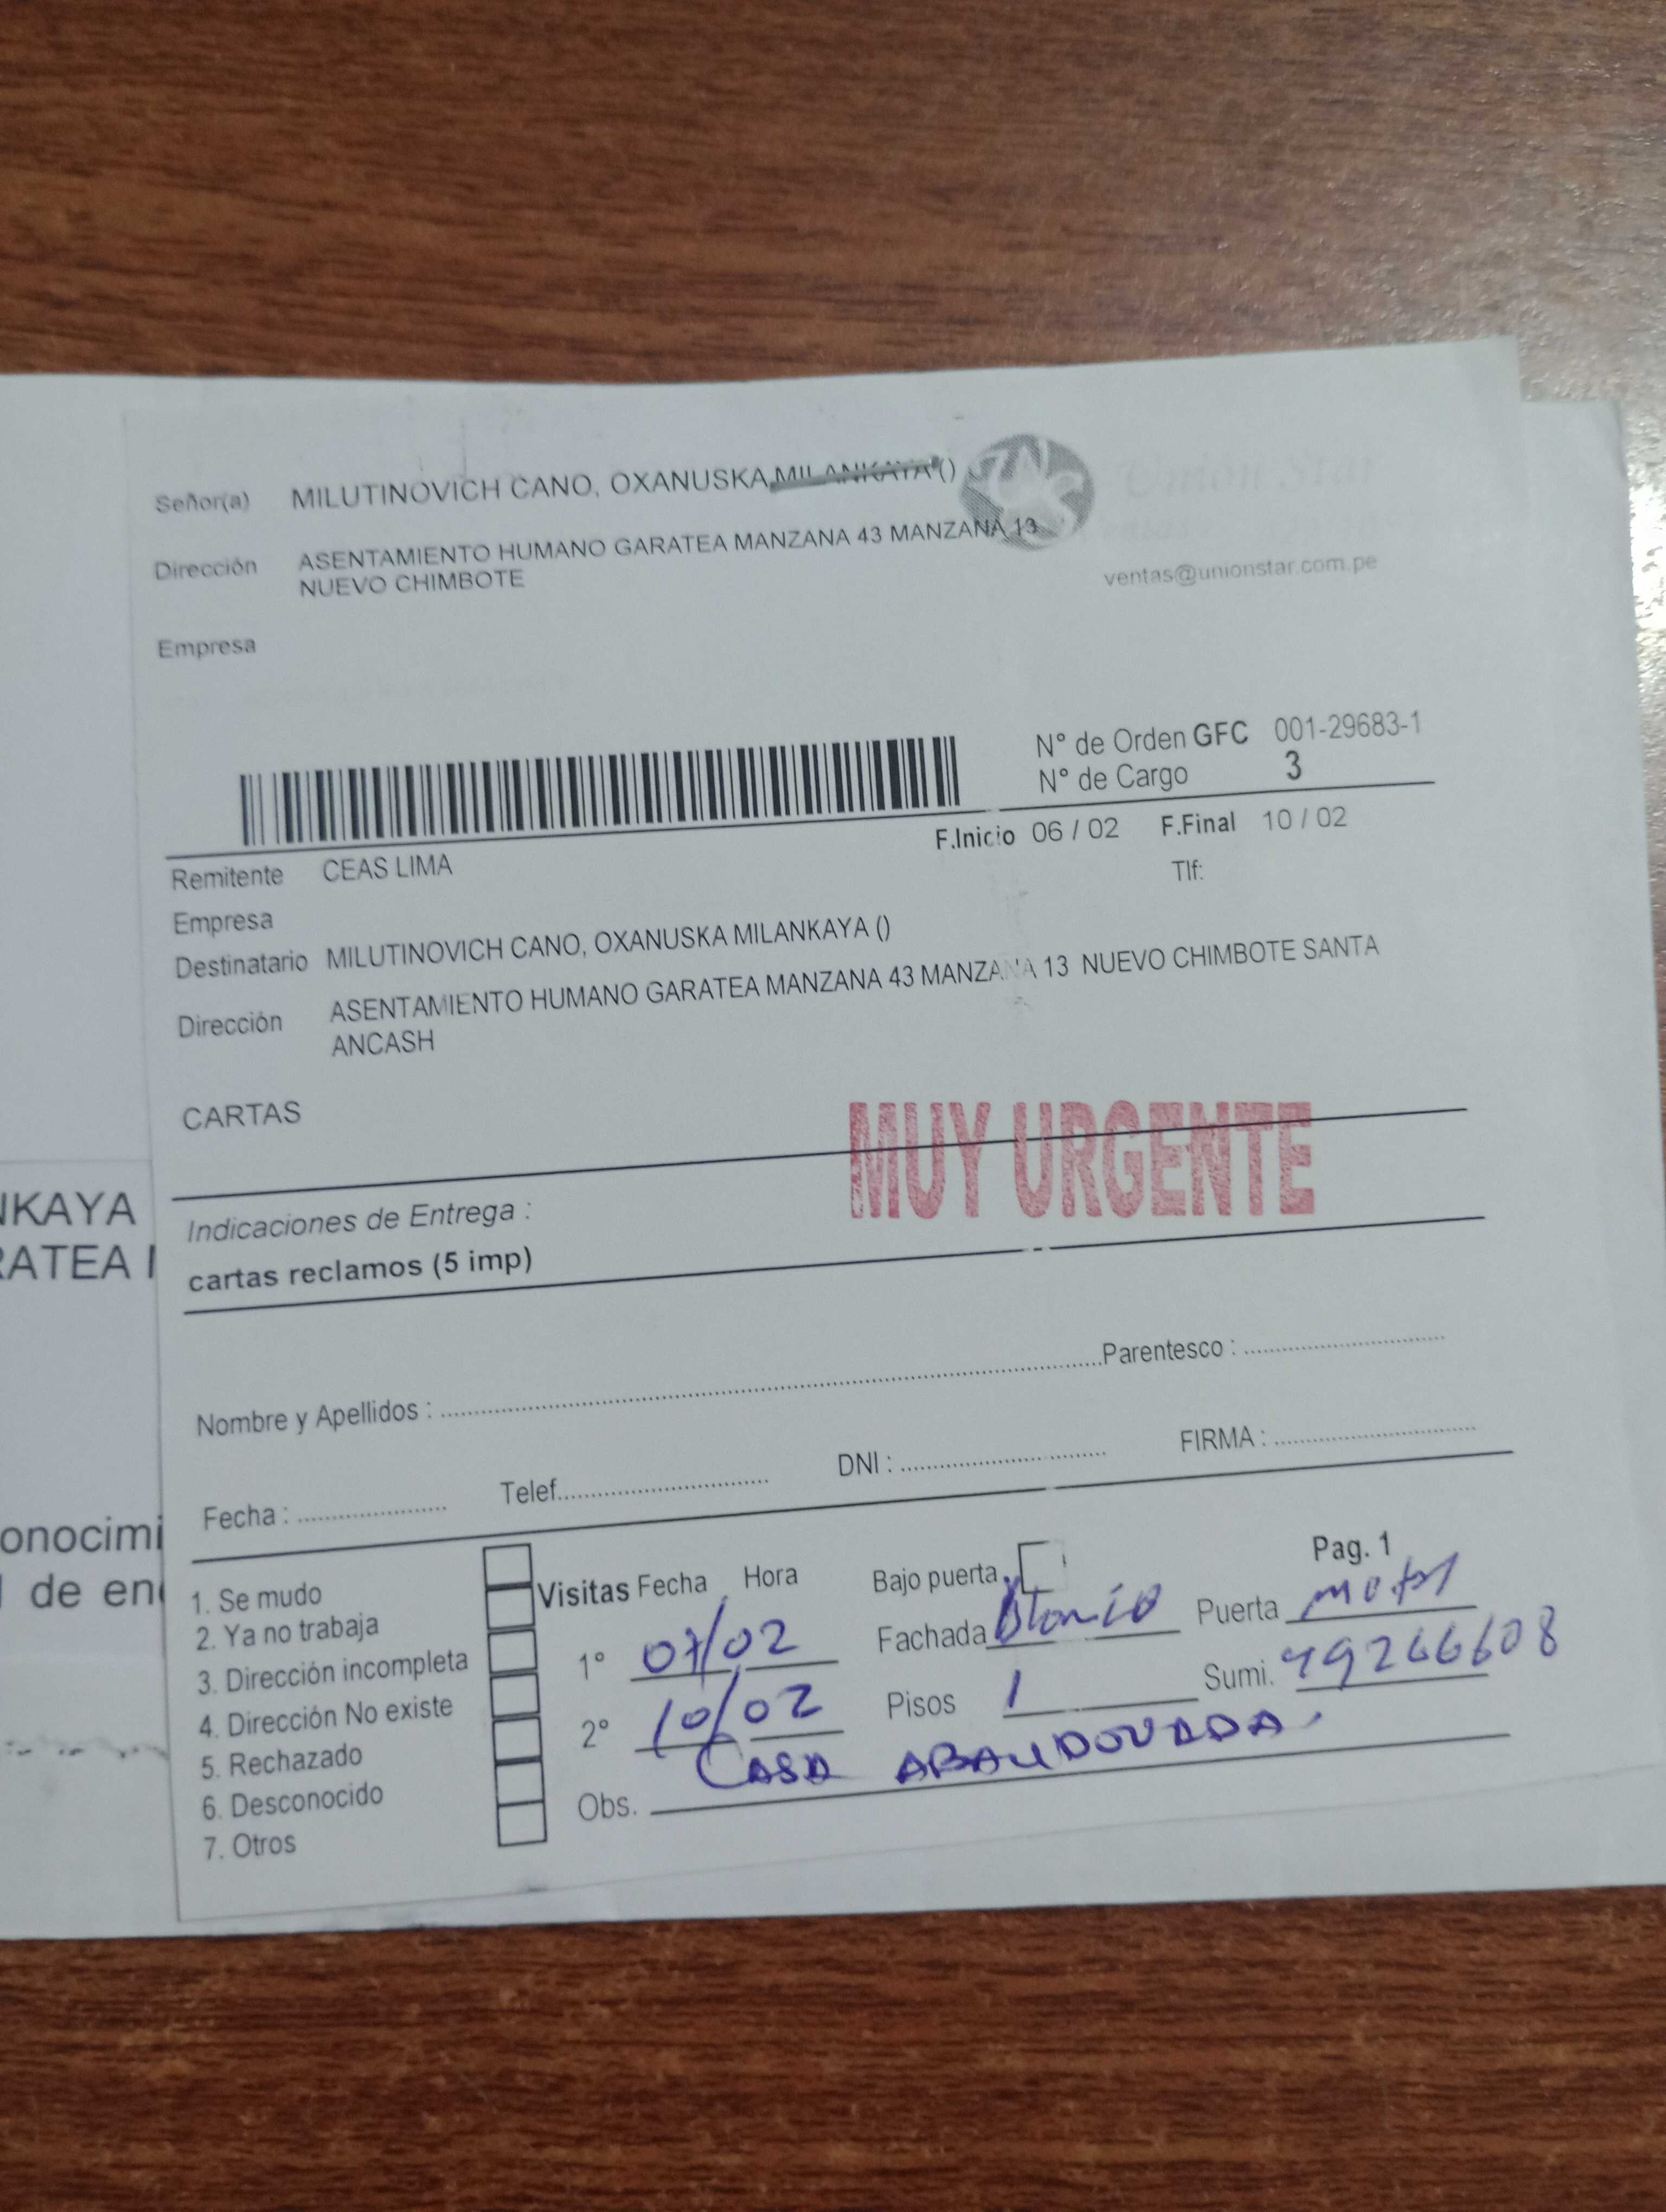 Señor(a) MILUTINOVICH CANO, OXANUSKA MILANKAYA ()
Union Star
Dirección ASENTAMIENTO HUMANO GARATEA MANZANA 43 MANZANA 13
NUEVO CHIMBOTE
ventas@unionstar.com.pe
Empresa
N° de Orden GFC 001-29683-1
N° de Cargo 3
F.Inicio 06 / 02 F.Final 10 / 02
Remitente CEAS LIMA
Tlf:
Empresa
Destinatario MILUTINOVICH CANO, OXANUSKA MILANKAYA ()
Dirección ASENTAMIENTO HUMANO GARATEA MANZANA 43 MANZANA 13 NUEVO CHIMBOTE SANTA
ANCASH
CARTAS
MUY URGENTE
Indicaciones de Entrega :
cartas reclamos (5 imp)
Nombre y Apellidos : Parentesco :
Fecha : Telef. DNI : FIRMA :
NKAYA
RATEA
onocimi
de en
Pag. 1
1. Se mudo
2. Ya no trabaja
3. Dirección incompleta
4. Dirección No existe
5. Rechazado
6. Desconocido
7. Otros
Visitas Fecha Hora
1° 07/02
2° 10/02
Bajo puerta
Fachada Blanco Puerta
Pisos 1 Sumi. 49266608
Obs. CASA ABANDONADA.